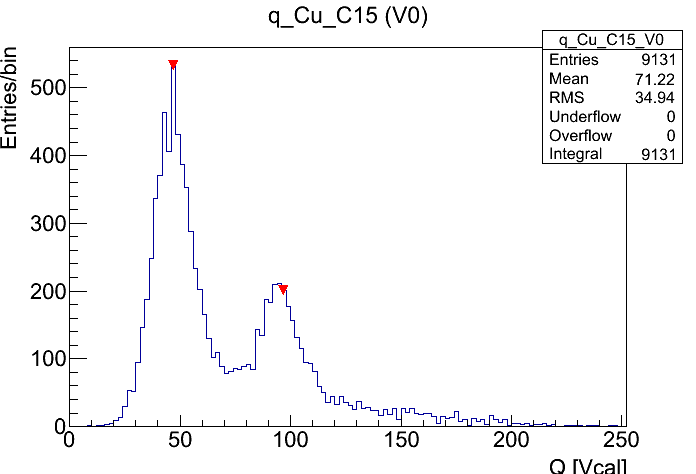 q_Cu_C15 (V0)
q_Cu_C15_V0
Entries 9131
Mean 71.22
RMS 34.94
Underflow 0
Overflow 0
Integral 9131
Entries/bin
500
400
300
200
100
0
0 50 100 150 200 250
Q [Vcal]